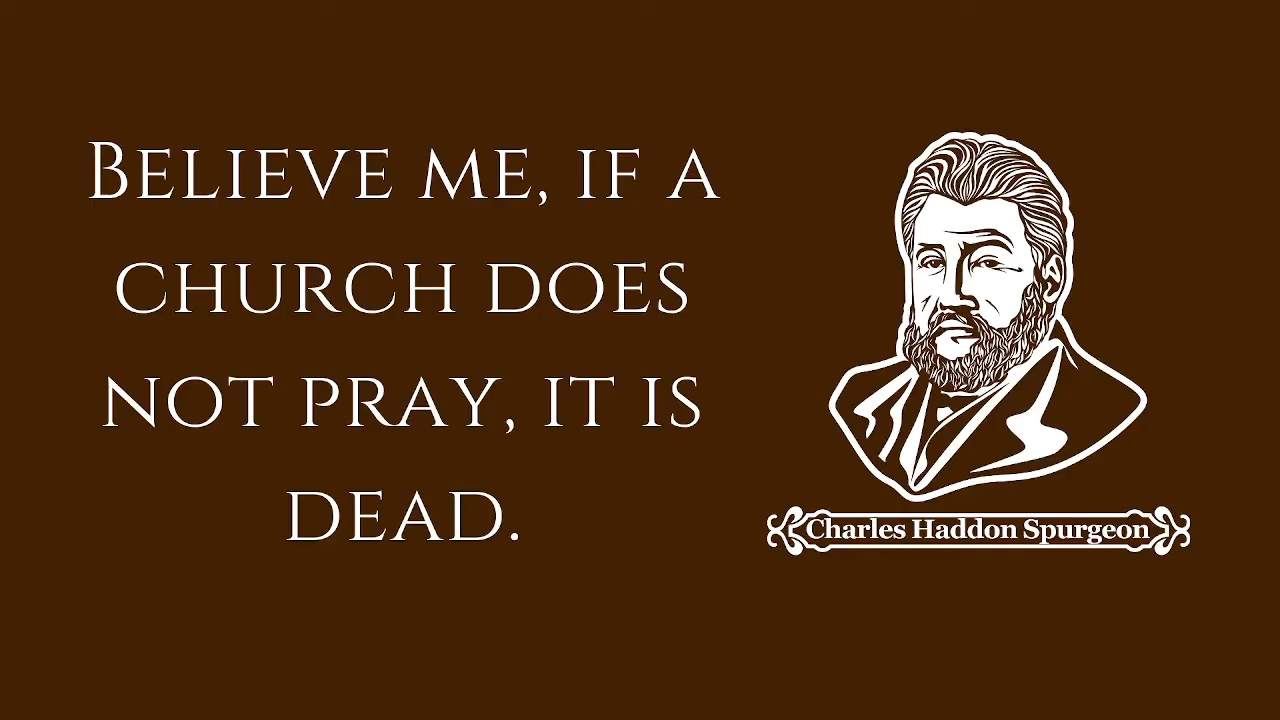 Believe me, if a
church does
not pray, it is
dead.
Charles Haddon Spurgeon